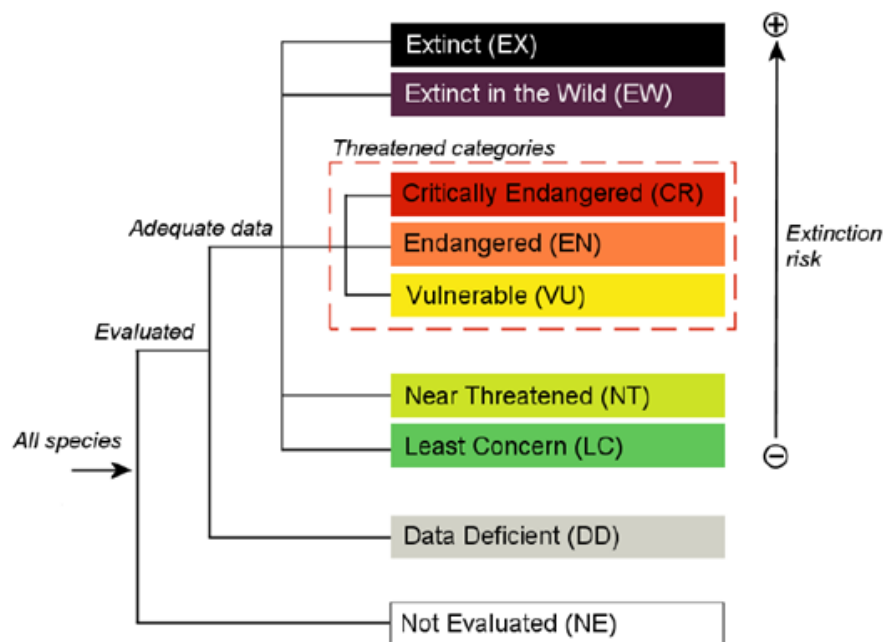 Extinct (EX)
Extinct in the Wild (EW)
Threatened categories
Critically Endangered (CR)
Adequate data
Endangered (EN)
Extinction
risk
Vulnerable (VU)
Evaluated
Near Threatened (NT)
All species
Least Concern (LC)
Data Deficient (DD)
Not Evaluated (NE)